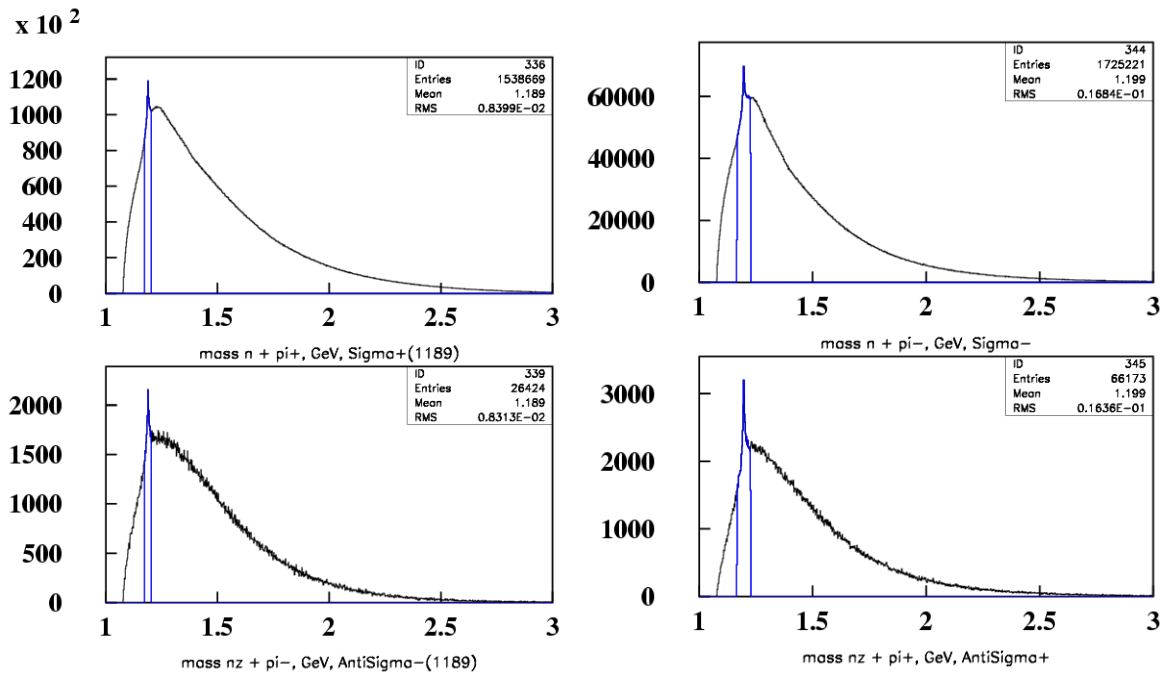 x 10 2
ID 336
Entries 1538669
Mean 1.189
RMS 0.8399E-02
1200
1000
800
600
400
200
0
1 1.5 2 2.5 3
mass n + pi+, GeV, Sigma+(1189)
ID 344
Entries 1725221
Mean 1.199
RMS 0.1684E-01
60000
40000
20000
0
1 1.5 2 2.5 3
mass n + pi-, GeV, Sigma-
ID 339
Entries 26424
Mean 1.189
RMS 0.8313E-02
2000
1500
1000
500
0
1 1.5 2 2.5 3
mass nz + pi-, GeV, AntiSigma-(1189)
ID 345
Entries 66173
Mean 1.199
RMS 0.1636E-01
3000
2000
1000
0
1 1.5 2 2.5 3
mass nz + pi+, GeV, AntiSigma+